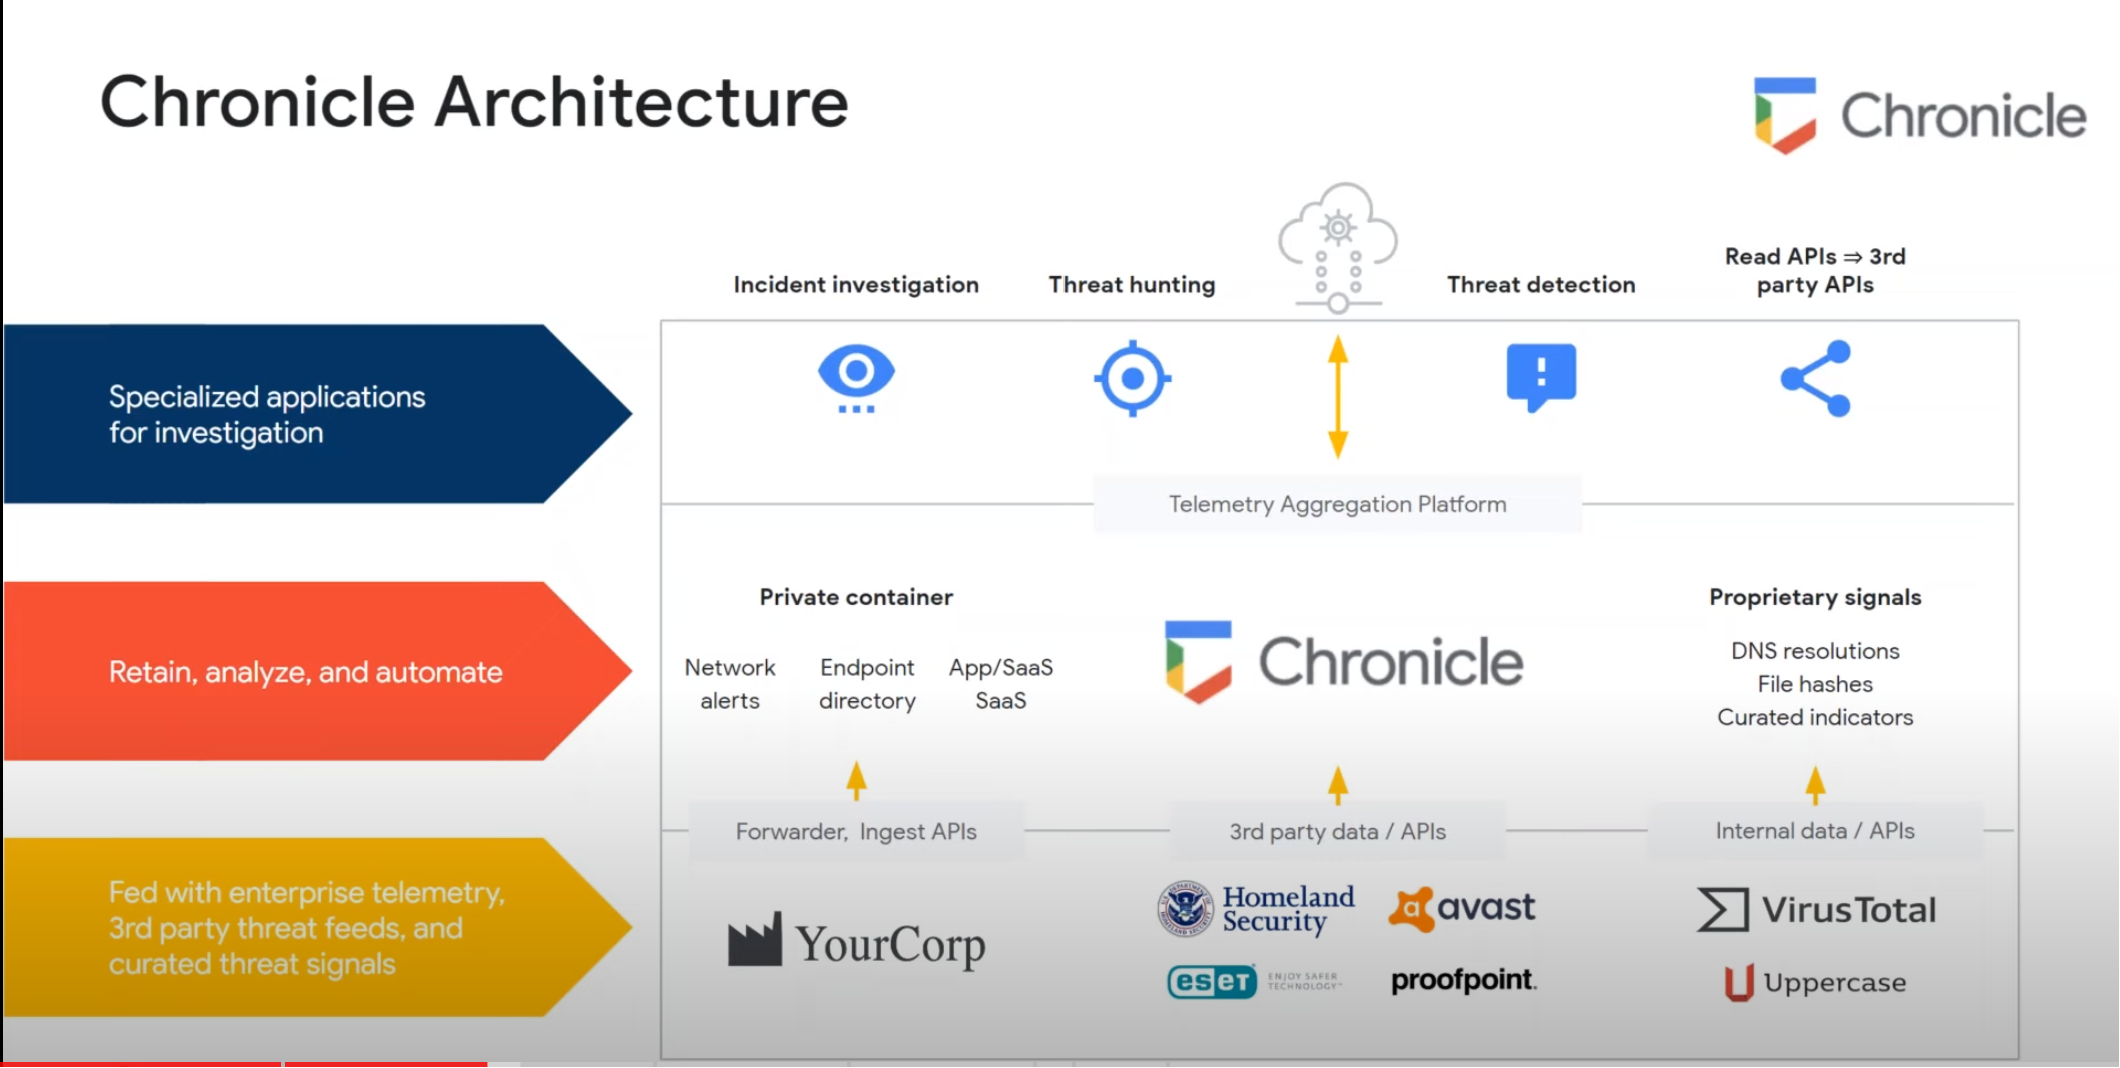 Chronicle Architecture
Chronicle
Incident investigation
Threat hunting
Threat detection
Read APIs ⇒ 3rd
party APIs
Specialized applications
for investigation
Telemetry Aggregation Platform
Retain, analyze, and automate
Private container
Network
alerts
Endpoint
directory
App/SaaS
SaaS
Chronicle
Proprietary signals
DNS resolutions
File hashes
Curated indicators
Forwarder, Ingest APIs
3rd party data / APIs
Internal data / APIs
Fed with enterprise telemetry,
3rd party threat feeds, and
curated threat signals
YourCorp
Homeland
Security
avast
eseT
ENJOY SAFER
TECHNOLOGY™
proofpoint.
VirusTotal
Uppercase